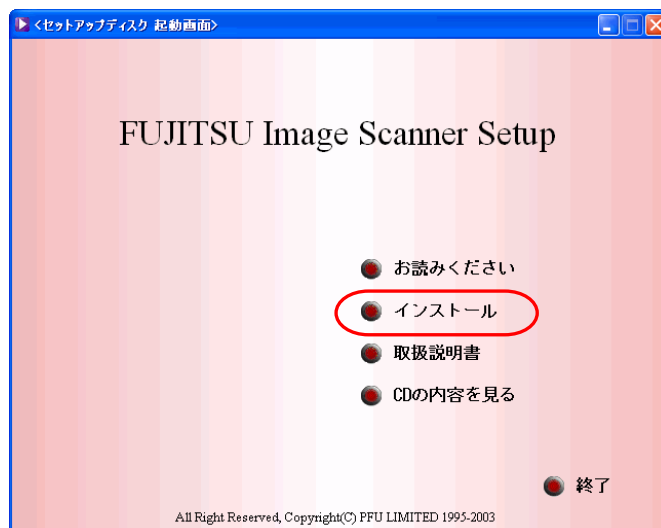 <セットアップディスク 起動画面>
FUJITSU Image Scanner Setup
お読みください
インストール
取扱説明書
CDの内容を見る
終了
All Right Reserved, Copyright(C) PFU LIMITED 1995-2003